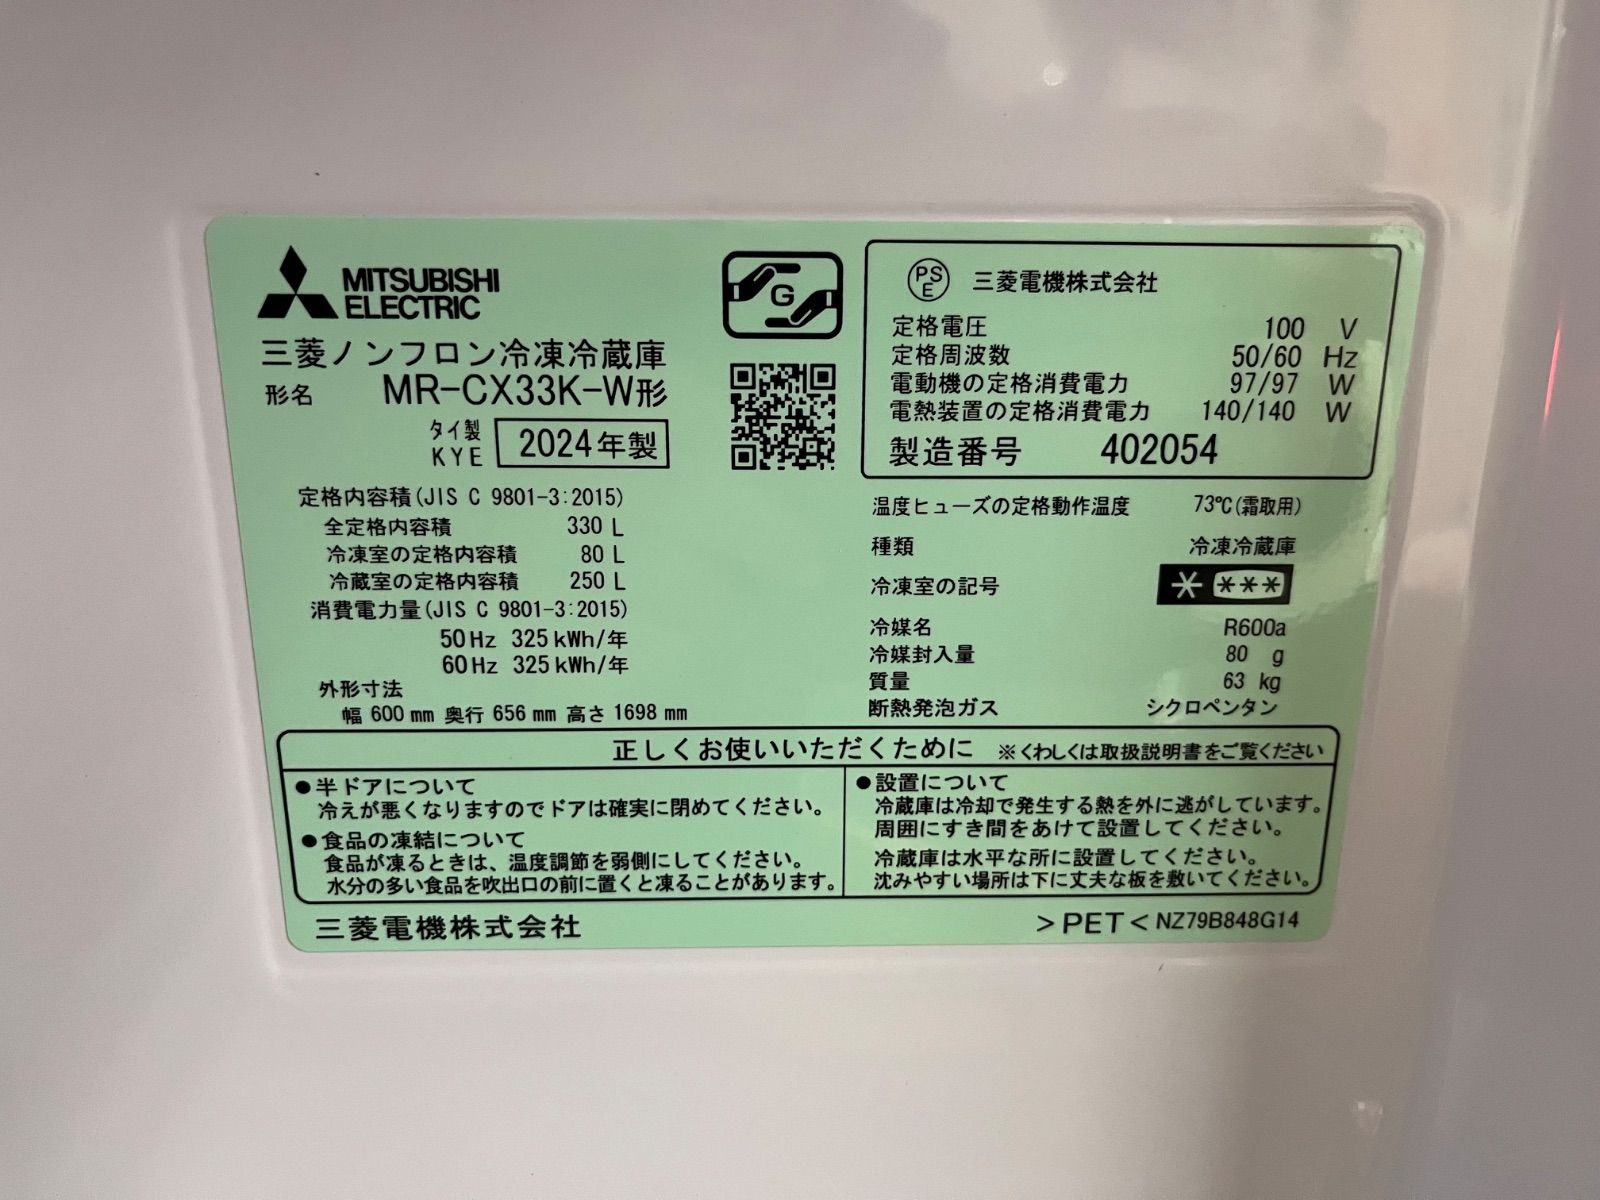 MITSUBISHI
ELECTRIC
三菱ノンフロン冷凍冷蔵庫
形名 MR-CX33K-W形
タイ製
KYE
2024年製
定格内容積(JIS C 9801-3:2015)
全定格内容積 330 L
冷凍室の定格内容積 80 L
冷蔵室の定格内容積 250 L
消費電力量(JIS C 9801-3:2015)
50Hz 325kWh/年
60Hz 325kWh/年
外形寸法
幅 600 mm 奥行 656 mm 高さ 1698 mm
G
PSE 三菱電機株式会社
定格電圧 100 V
定格周波数 50/60 Hz
電動機の定格消費電力 97/97 W
電熱装置の定格消費電力 140/140 W
製造番号 402054
温度ヒューズの定格動作温度 73℃(霜取用)
種類 冷凍冷蔵庫
冷凍室の記号 * ***
冷媒名 R600a
冷媒封入量 80 g
質量 63 kg
断熱発泡ガス シクロペンタン
正しくお使いいただくために ※くわしくは取扱説明書をご覧ください
●半ドアについて
冷えが悪くなりますのでドアは確実に閉めてください。
●食品の凍結について
食品が凍るときは、温度調節を弱側にしてください。
水分の多い食品を吹出口の前に置くと凍ることがあります。
●設置について
冷蔵庫は冷却で発生する熱を外に逃がしています。
周囲にすき間をあけて設置してください。
冷蔵庫は水平な所に設置してください。
沈みやすい場所は下に丈夫な板を敷いてください。
三菱電機株式会社
>PET< NZ79B848G14